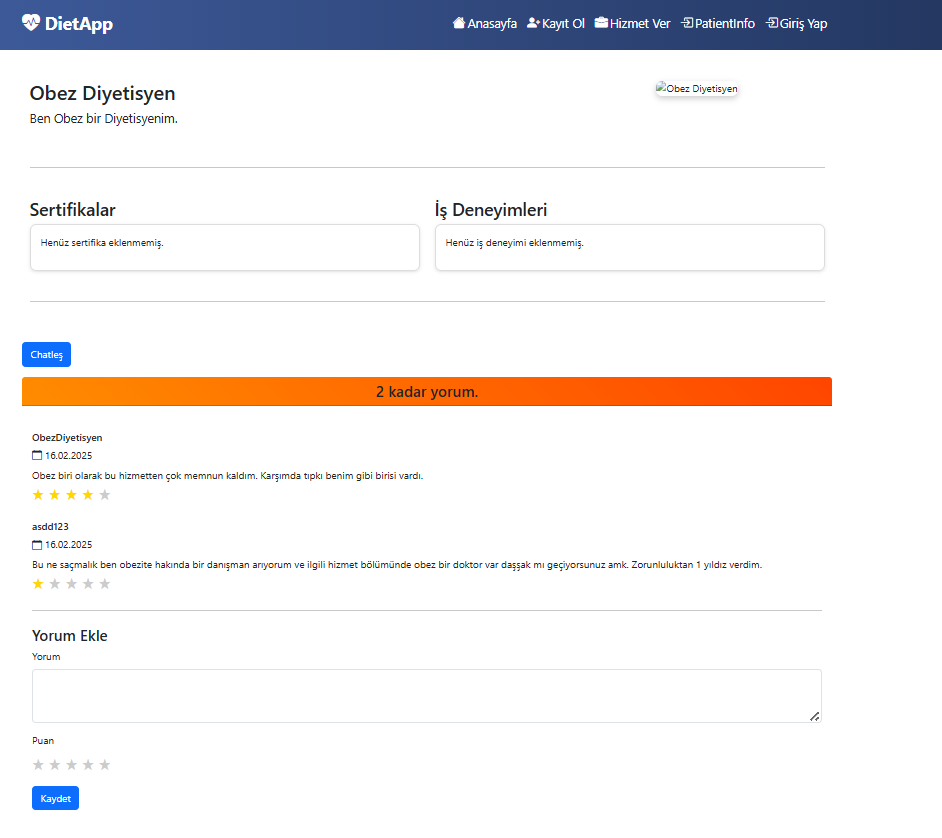 DietApp
Anasayfa Kayıt Ol Hizmet Ver PatientInfo Giriş Yap
Obez Diyetisyen
Ben Obez bir Diyetisyenim.
Obez Diyetisyen
Sertifikalar
Henüz sertifika eklenmemiş.
İş Deneyimleri
Henüz iş deneyimi eklenmemiş.
Chatleş
2 kadar yorum.
ObezDiyetisyen
16.02.2025
Obez biri olarak bu hizmetten çok memnun kaldım. Karşımda tıpkı benim gibi birisi vardı.
asdd123
16.02.2025
Bu ne saçmalık ben obezite hakında bir danışman arıyorum ve ilgili hizmet bölümünde obez bir doktor var daşşak mı geçiyorsunuz amk. Zorunluluktan 1 yıldız verdim.
Yorum Ekle
Yorum
Puan
Kaydet